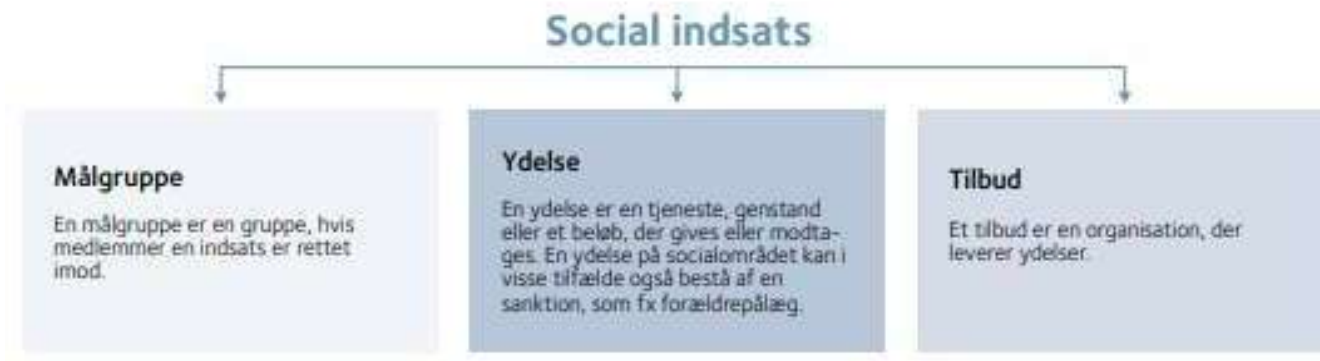 Social indsats
Målgruppe
En målgruppe er en gruppe, hvis
medlemmer en indsats er rettet
imod.
Ydelse
En ydelse er en tjeneste, genstand
eller et beløb, der gives eller modta-
ges. En ydelse på socialområdet kan i
visse tilfælde også bestå af en
sanktion, som fx forældrepålæg.
Tilbud
Et tilbud er en organisation, der
leverer ydelser.